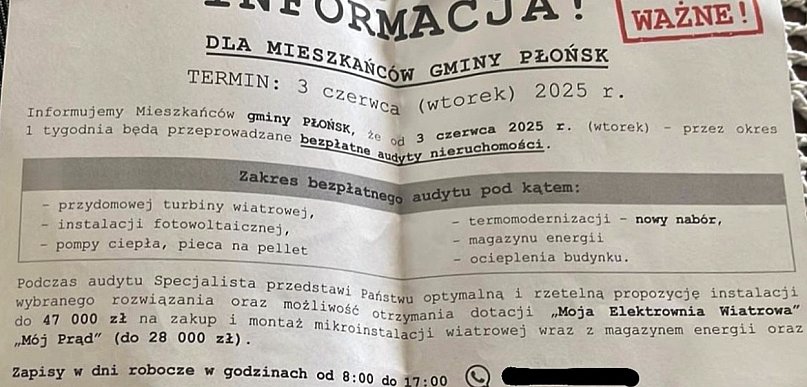 INFORMACJA!
WAŻNE!
DLA MIESZKAŃCÓW GMINY PŁOŃSK
TERMIN: 3 czerwca (wtorek) 2025 r.
Informujemy Mieszkańców gminy PŁOŃSK, że od 3 czerwca 2025 r. (wtorek) – przez okres
1 tygodnia będą przeprowadzane bezpłatne audyty nieruchomości.
Zakres bezpłatnego audytu pod kątem:
- przydomowej turbiny wiatrowej,
- instalacji fotowoltaicznej,
- pompy ciepła, pieca na pellet
- termomodernizacji - nowy nabór,
- magazynu energii
- ocieplenia budynku.
Podczas audytu Specjalista przedstawi Państwu optymalną i rzetelną propozycję instalacji
wybranego rozwiązania oraz możliwość otrzymania dotacji „Moja Elektrownia Wiatrowa"
do 47 000 zł na zakup i montaż mikroinstalacji wiatrowej wraz z magazynem energii oraz
„Mój Prąd" (do 28 000 zł).
Zapisy w dni robocze w godzinach od 8:00 do 17:00